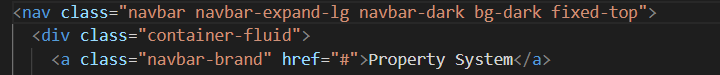 <nav class="navbar navbar-expand-lg navbar-dark bg-dark fixed-top">
<div class="container-fluid">
<a class="navbar-brand" href="#">Property System</a>